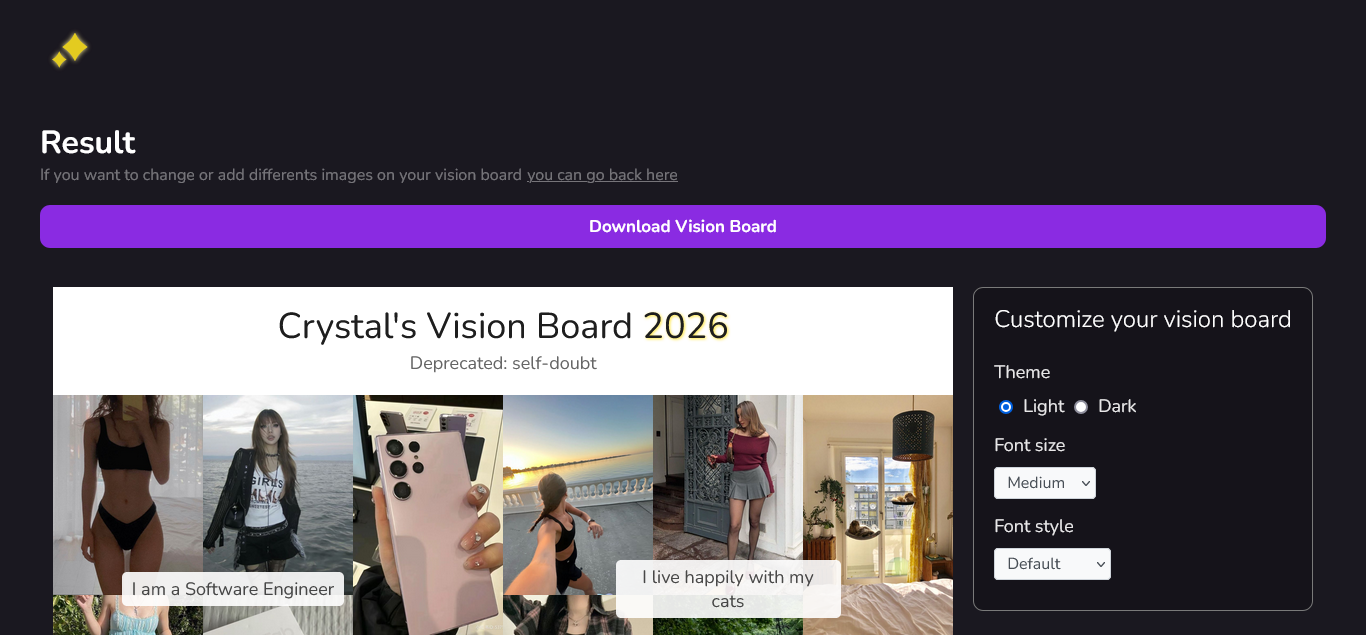 Result
If you want to change or add differents images on your vision board you can go back here
Download Vision Board
Crystal's Vision Board 2026
Deprecated: self-doubt
GIRLS
I am a Software Engineer
I live happily with my
cats
Customize your vision board
Theme
Light
Dark
Font size
Medium
Font style
Default